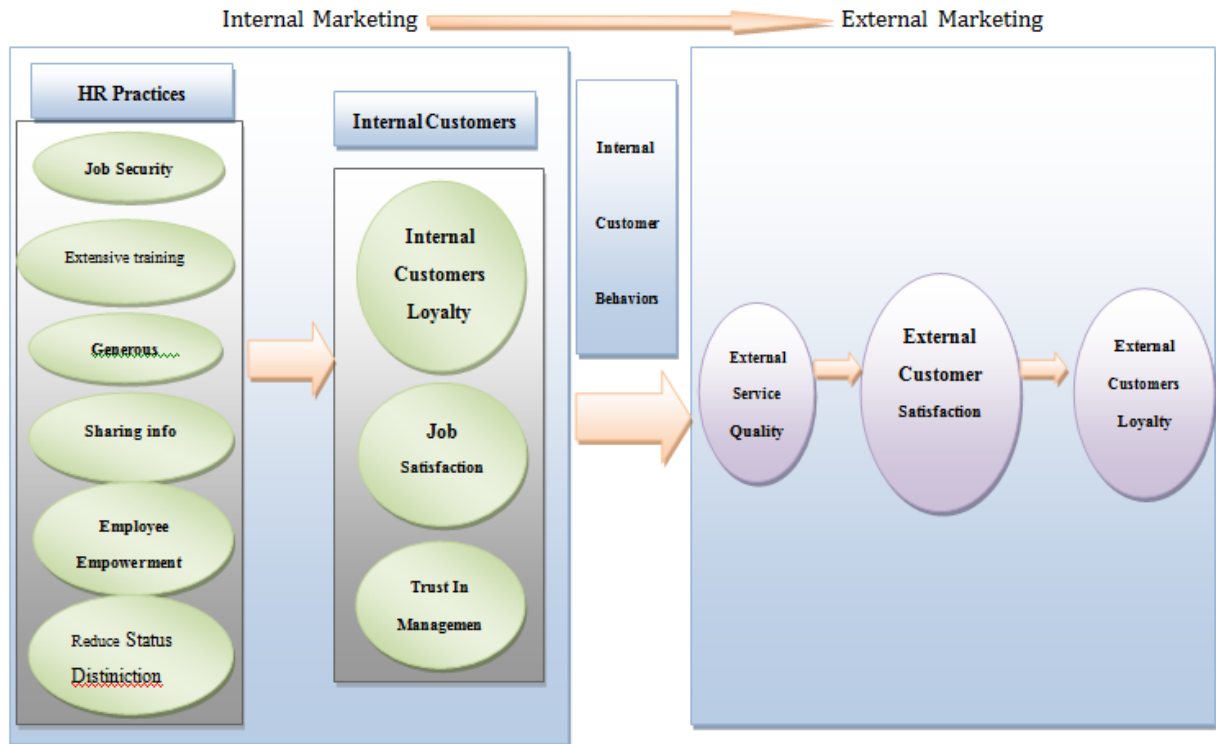 Internal Marketing
External Marketing
HR Practices
Job Security
Extensive training
Generous
Sharing info
Employee
Empowerment
Reduce Status
Distiniction
Internal Customers
Internal
Customers
Loyalty
Job
Satisfaction
Trust In
Managemen
Internal
Customer
Behaviors
External
Service
Quality
External
Customer
Satisfaction
External
Customers
Loyalty